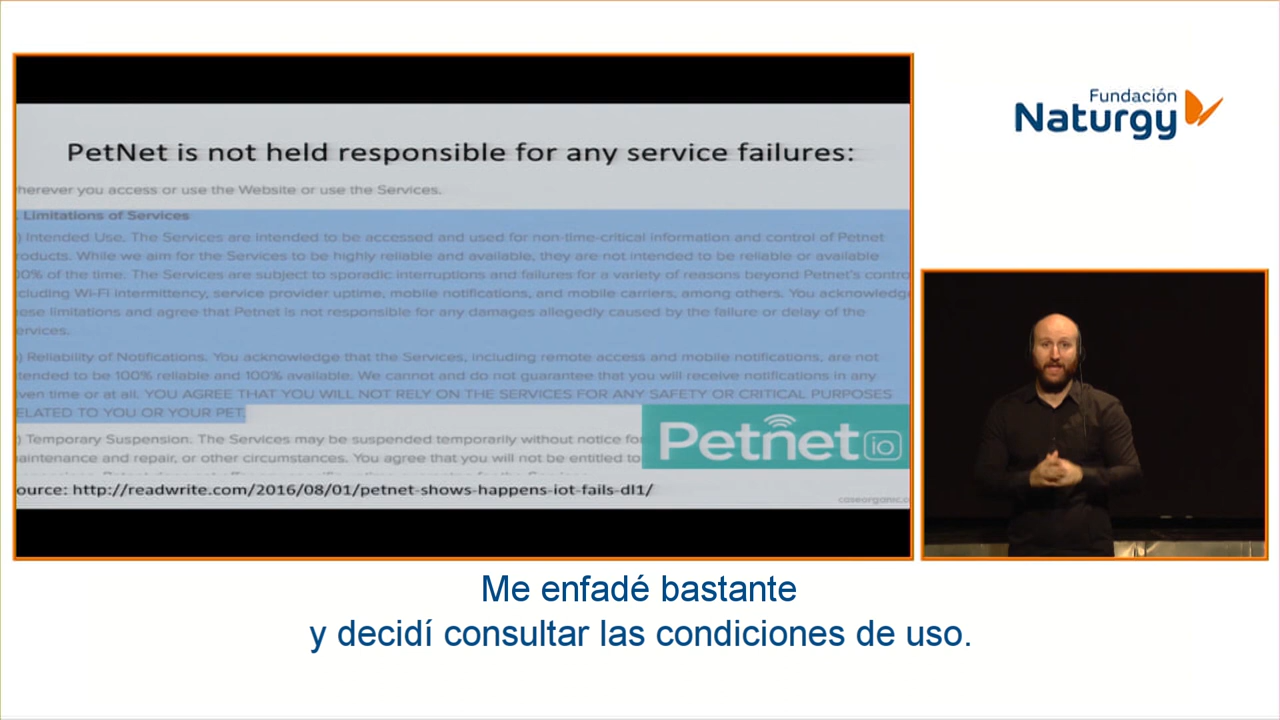 Fundación
Naturgy
PetNet is not held responsible for any service failures:
herever you access or use the Website or use the Services.
. Limitations of Services
) Intended Use. The Services are intended to be accessed and used for non-time-critical information and control of Petnet
roducts. While we aim for the Services to be highly reliable and available, they are not intended to be reliable or available
00% of the time. The Services are subject to sporadic interruptions and failures for a variety of reasons beyond Petnet's contro
cluding Wi-Fi intermittency, service provider uptime, mobile notifications, and mobile carriers, among others. You acknowledge
ese limitations and agree that Petnet is not responsible for any damages allegedly caused by the failure or delay of the
ervices.
) Reliability of Notifications. You acknowledge that the Services, including remote access and mobile notifications, are not
tended to be 100% reliable and 100% available. We cannot and do not guarantee that you will receive notifications in any
ven time or at all. YOU AGREE THAT YOU WILL NOT RELY ON THE SERVICES FOR ANY SAFETY OR CRITICAL PURPOSES
ELATED TO YOU OR YOUR PET.
) Temporary Suspension. The Services may be suspended temporarily without notice for
aintenance and repair, or other circumstances. You agree that you will not be entitled to
Petnet io
ource: http://readwrite.com/2016/08/01/petnet-shows-happens-iot-fails-dl1/
caseorganic.co
Me enfadé bastante
y decidí consultar las condiciones de uso.